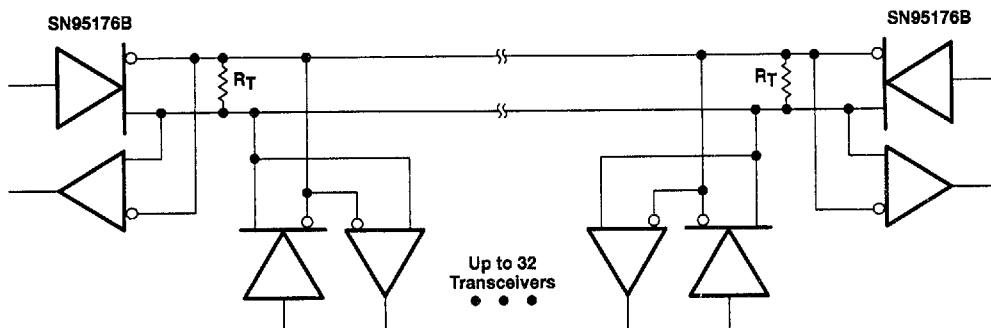 SN95176B
SN95176B
RT
RT
Up to 32
Transceivers